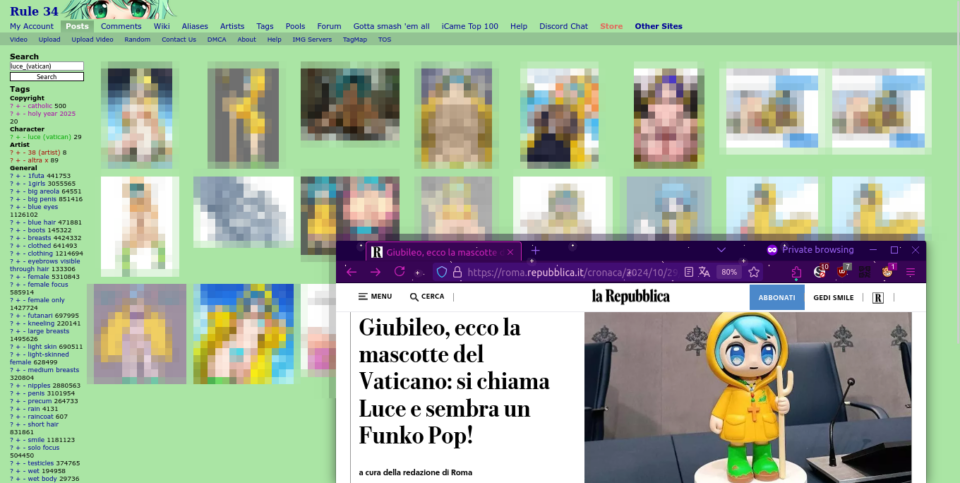 Rule 34
My Account Posts Comments Wiki Aliases Artists Tags Pools Forum Gotta smash 'em all iCame Top 100 Help Discord Chat Store Other Sites
Video Upload Upload Video Random Contact Us DMCA About Help IMG Servers TagMap TOS
Search
luce_(vatican)
Search
Tags
Copyright
? + - catholic 500
? + - holy year 2025
20
Character
? + - luce (vatican) 29
Artist
? + - 38 (artist) 8
? + - altra x 89
General
? + - 1futa 441753
? + - 1girls 3055565
? + - big areola 64551
? + - big penis 851416
? + - blue eyes
1126102
? + - blue hair 471881
? + - boots 145322
? + - breasts 4424332
? + - clothed 641493
? + - clothing 1214694
? + - eyebrows visible
through hair 133306
? + - female 5310843
? + - female focus
585914
? + - female only
1427724
? + - futanari 697995
? + - kneeling 220141
? + - large breasts
1495626
? + - light skin 690511
? + - light-skinned
female 628499
? + - medium breasts
320804
? + - nipples 2880563
? + - penis 3101954
? + - precum 264733
? + - rain 4131
? + - raincoat 607
? + - short hair
831861
? + - smile 1181123
? + - solo focus
504450
? + - testicles 374765
? + - wet 194958
? + - wet body 29736
R Giubileo, ecco la mascotte
Private browsing
https://roma.repubblica.it/cronaca/2024/10/29
80%
10
7
1
MENU CERCA
la Repubblica
ABBONATI GEDI SMILE R
Giubileo, ecco la
mascotte del
Vaticano: si chiama
Luce e sembra un
Funko Pop!
a cura della redazione di Roma